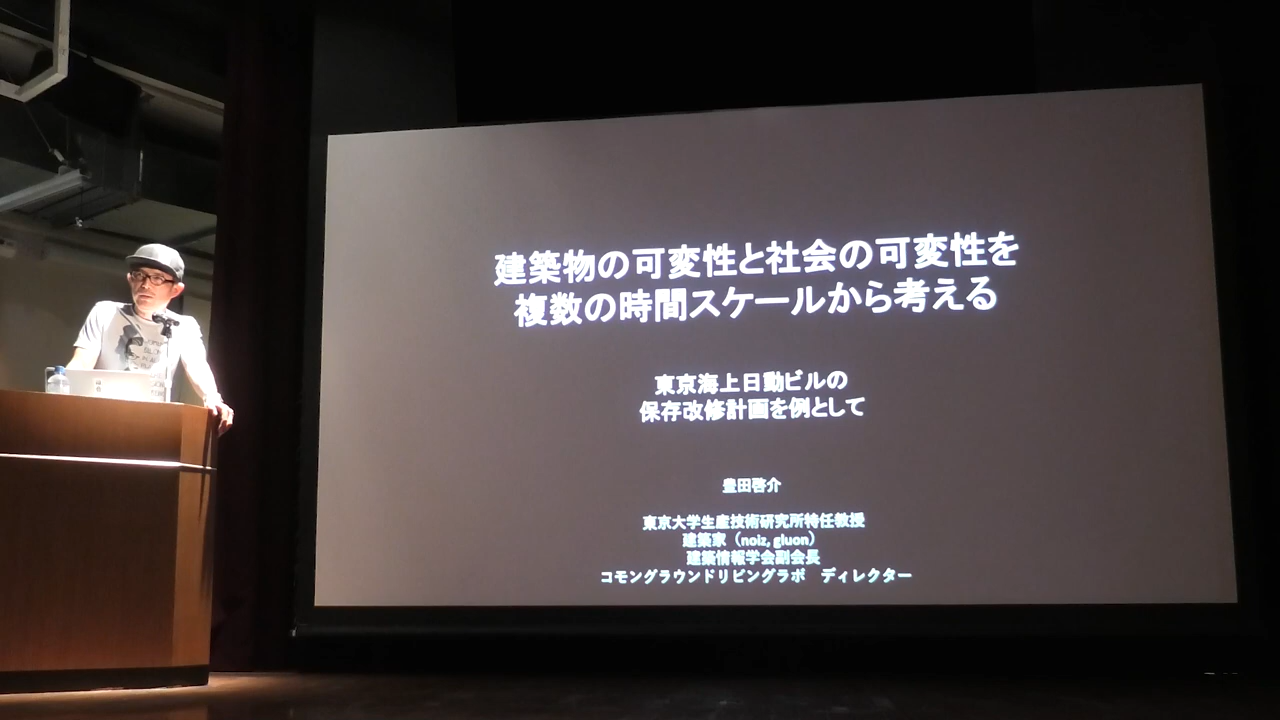 建築物の可変性と社会の可変性を
複数の時間スケールから考える
東京海上日動ビルの
保存改修計画を例として
豊田啓介
東京大学生産技術研究所特任教授
建築家（noiz, gluon）
建築情報学会副会長
コモングラウンドリビングラボ　ディレクター